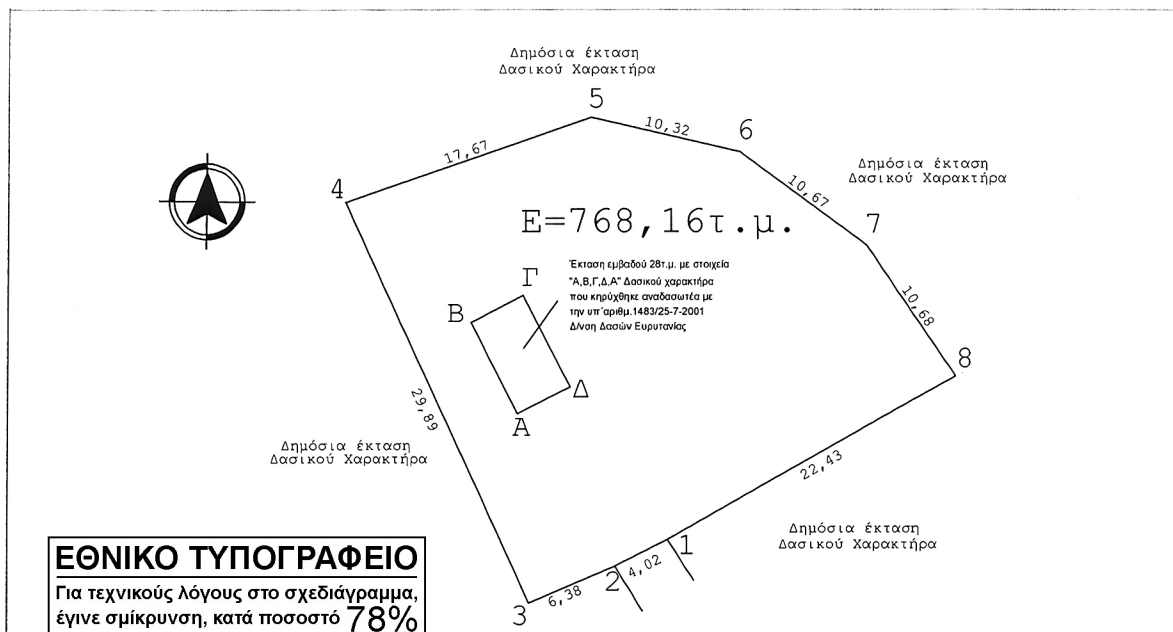 Δημόσια έκταση
Δασικού Χαρακτήρα
5
10,32
6
17,67
Δημόσια έκταση
Δασικού Χαρακτήρα
10,67
4
7
Ε=768,16τ.μ.
Έκταση εμβαδού 28τ.μ. με στοιχεία
"Α,Β,Γ,Δ,Α" Δασικού χαρακτήρα
που κηρύχθηκε αναδασωτέα με
την υπ΄αριθμ.1483/25-7-2001
Δ/νση Δασών Ευρυτανίας
Γ
Β
10,68
8
Δ
Α
29,89
Δημόσια έκταση
Δασικού Χαρακτήρα
22,43
Δημόσια έκταση
Δασικού Χαρακτήρα
1
4,02
2
6,38
3
ΕΘΝΙΚΟ ΤΥΠΟΓΡΑΦΕΙΟ
Για τεχνικούς λόγους στο σχεδιάγραμμα,
έγινε σμίκρυνση, κατά ποσοστό 78%